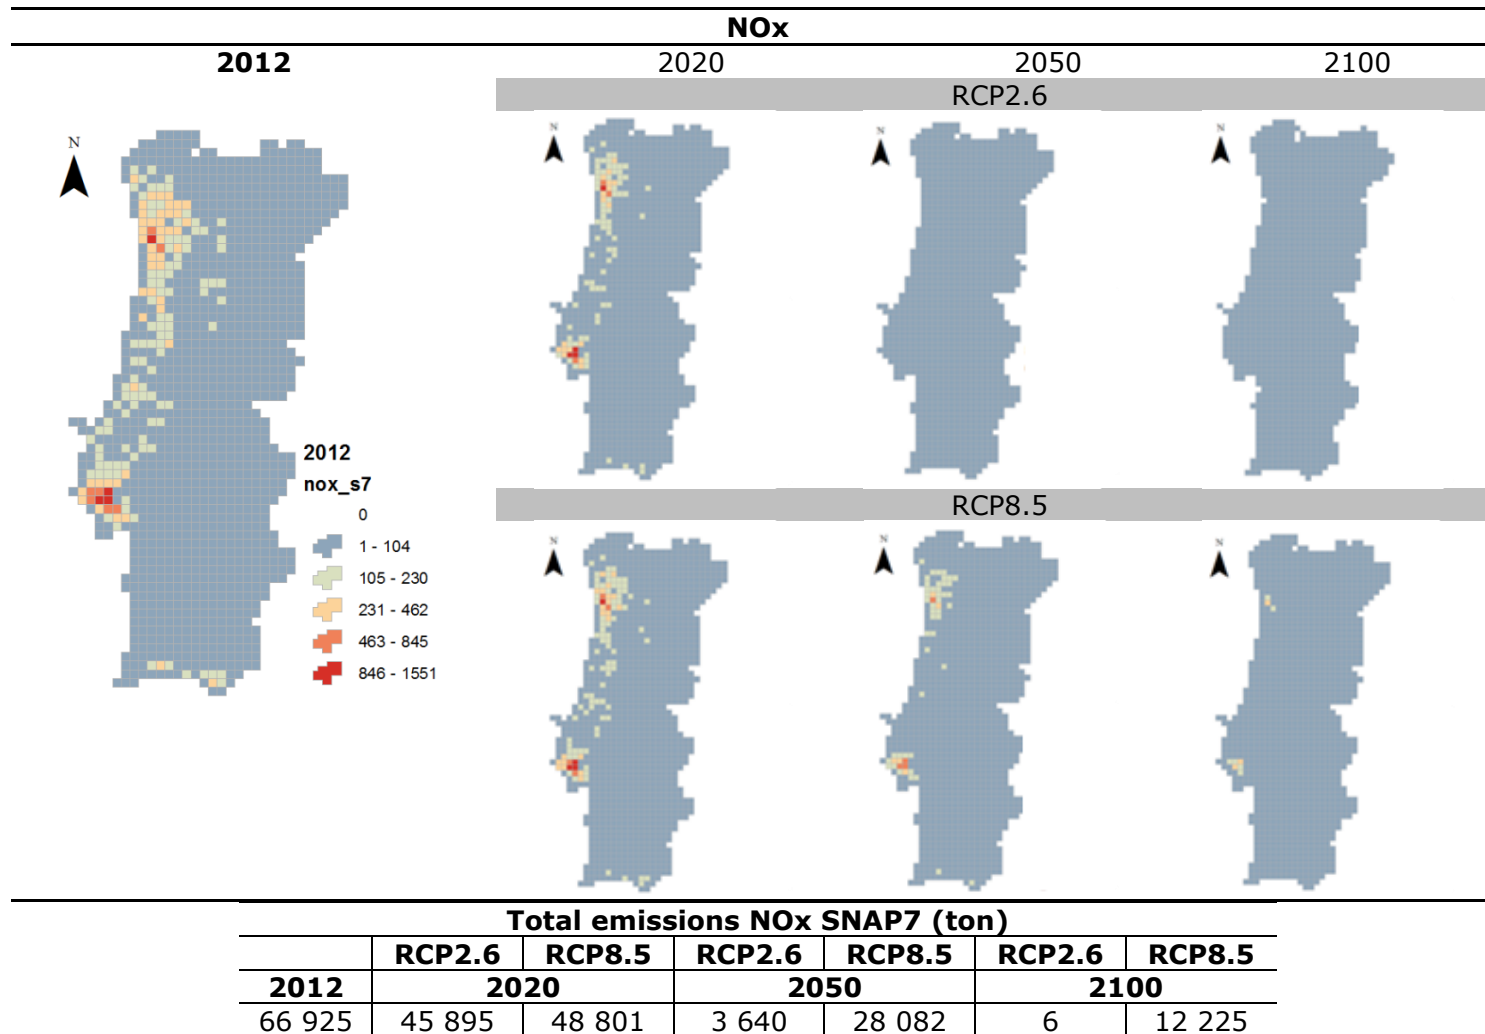 NOx
2012 2020 2050 2100
RCP2.6
N N N N
2012
nox_s7
0
1 - 104
105 - 230
231 - 462
463 - 845
846 - 1551
RCP8.5
N N N
Total emissions NOx SNAP7 (ton)
RCP2.6 RCP8.5 RCP2.6 RCP8.5 RCP2.6 RCP8.5
2012 2020 2050 2100
66 925 45 895 48 801 3 640 28 082 6 12 225